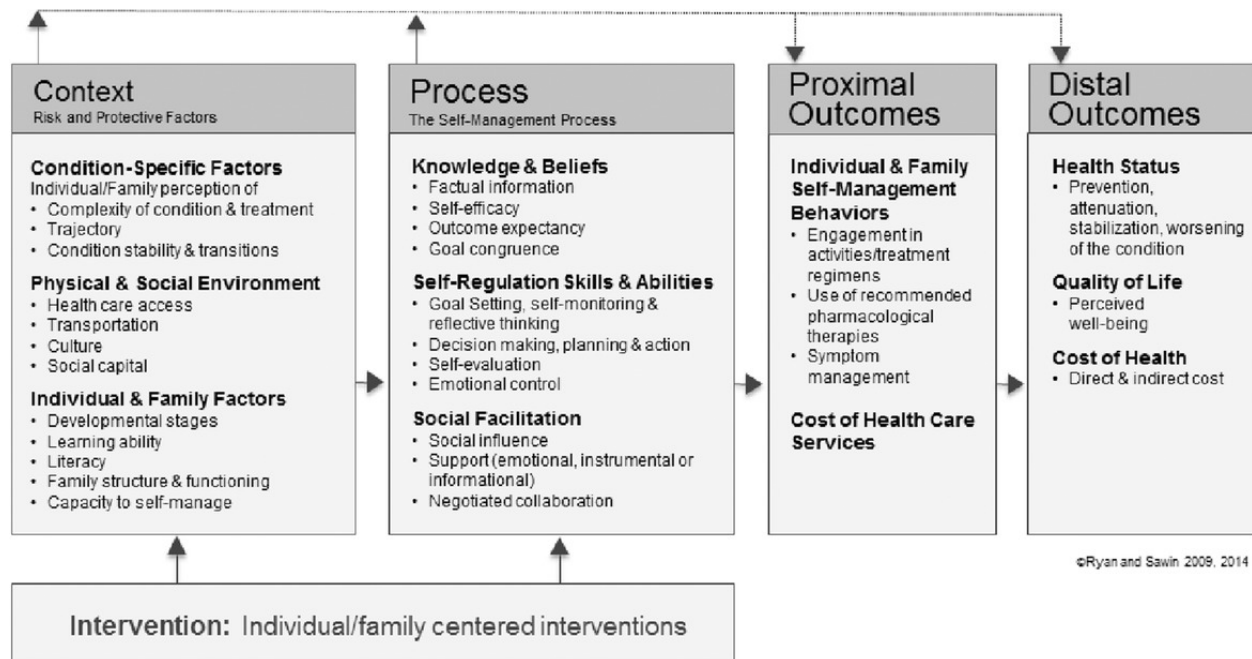 Context
Risk and Protective Factors
Condition-Specific Factors
Individual/Family perception of
• Complexity of condition & treatment
• Trajectory
• Condition stability & transitions
Physical & Social Environment
• Health care access
• Transportation
• Culture
• Social capital
Individual & Family Factors
• Developmental stages
• Learning ability
• Literacy
• Family structure & functioning
• Capacity to self-manage
Process
The Self-Management Process
Knowledge & Beliefs
• Factual information
• Self-efficacy
• Outcome expectancy
• Goal congruence
Self-Regulation Skills & Abilities
• Goal Setting, self-monitoring &
reflective thinking
• Decision making, planning & action
• Self-evaluation
• Emotional control
Social Facilitation
• Social influence
• Support (emotional, instrumental or
informational)
• Negotiated collaboration
Proximal
Outcomes
Individual & Family
Self-Management
Behaviors
• Engagement in
activities/treatment
regimens
• Use of recommended
pharmacological
therapies
• Symptom
management
Cost of Health Care
Services
Distal
Outcomes
Health Status
• Prevention,
attenuation,
stabilization, worsening
of the condition
Quality of Life
• Perceived
well-being
Cost of Health
• Direct & indirect cost
©Ryan and Sawin 2009, 2014
Intervention: Individual/family centered interventions